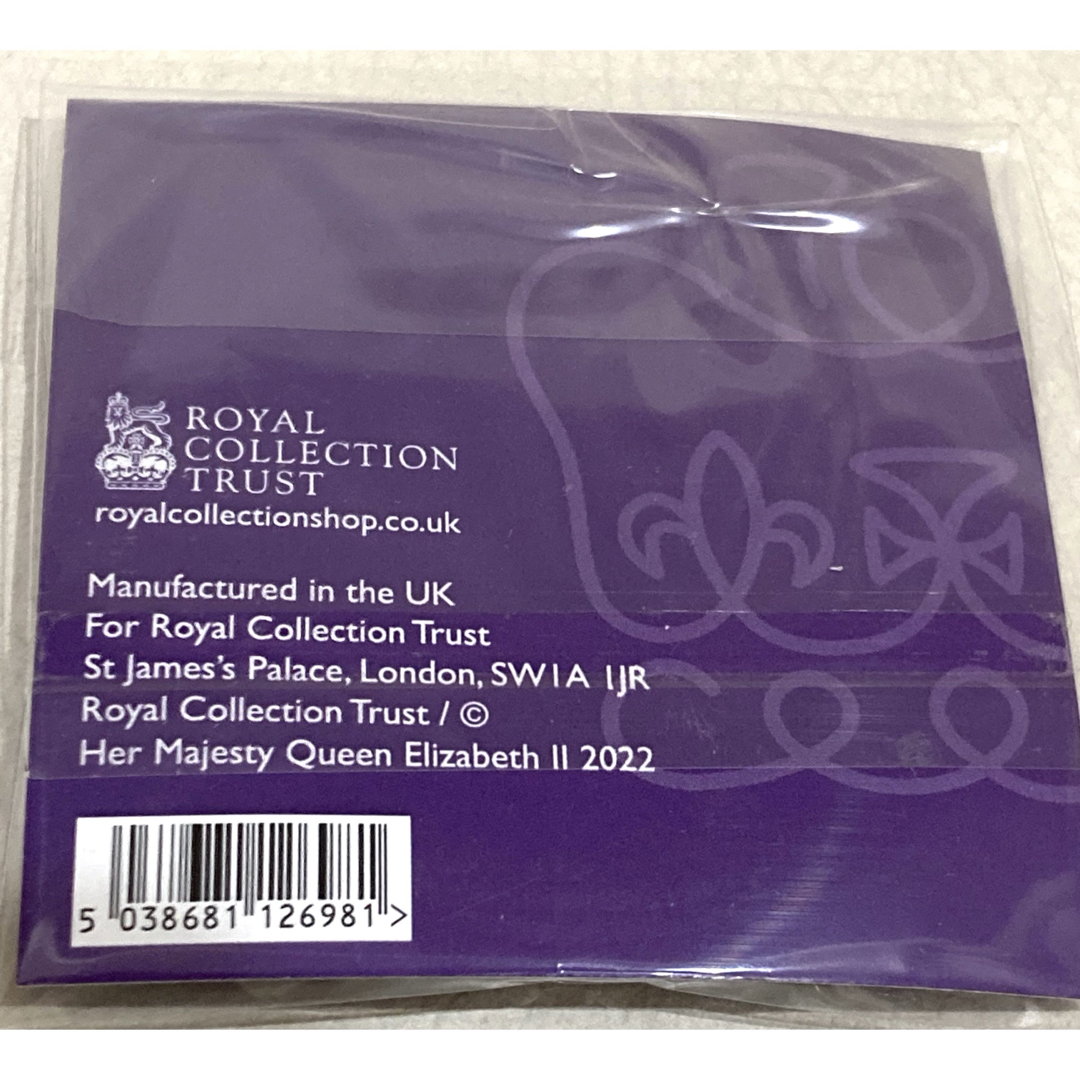 ROYAL
COLLECTION
TRUST
royalcollectionshop.co.uk
Manufactured in the UK
For Royal Collection Trust
St James's Palace, London, SW1A 1JR
Royal Collection Trust / ©
Her Majesty Queen Elizabeth II 2022
5 038681 126981 >